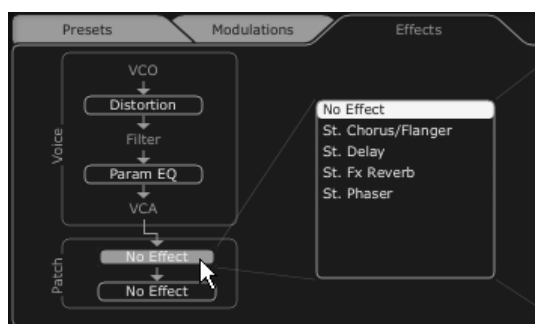 Presets
Modulations
Effects
VCO
Distortion
Filter
Param EQ
VCA
Voice
No Effect
No Effect
Patch
No Effect
St. Chorus/Flanger
St. Delay
St. Fx Reverb
St. Phaser